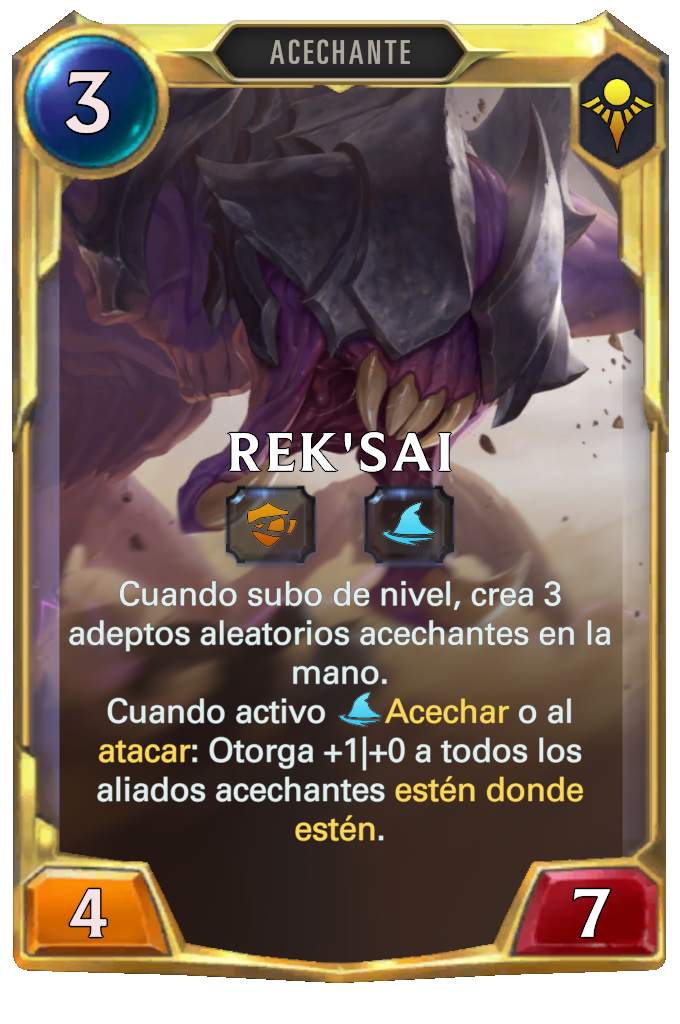 ACECHANTE
3
REK'SAI
Cuando subo de nivel, crea 3
adeptos aleatorios acechantes en la
mano.
Cuando activo Acechar o al
atacar: Otorga +1|+0 a todos los
aliados acechantes estén donde
estén.
4
7